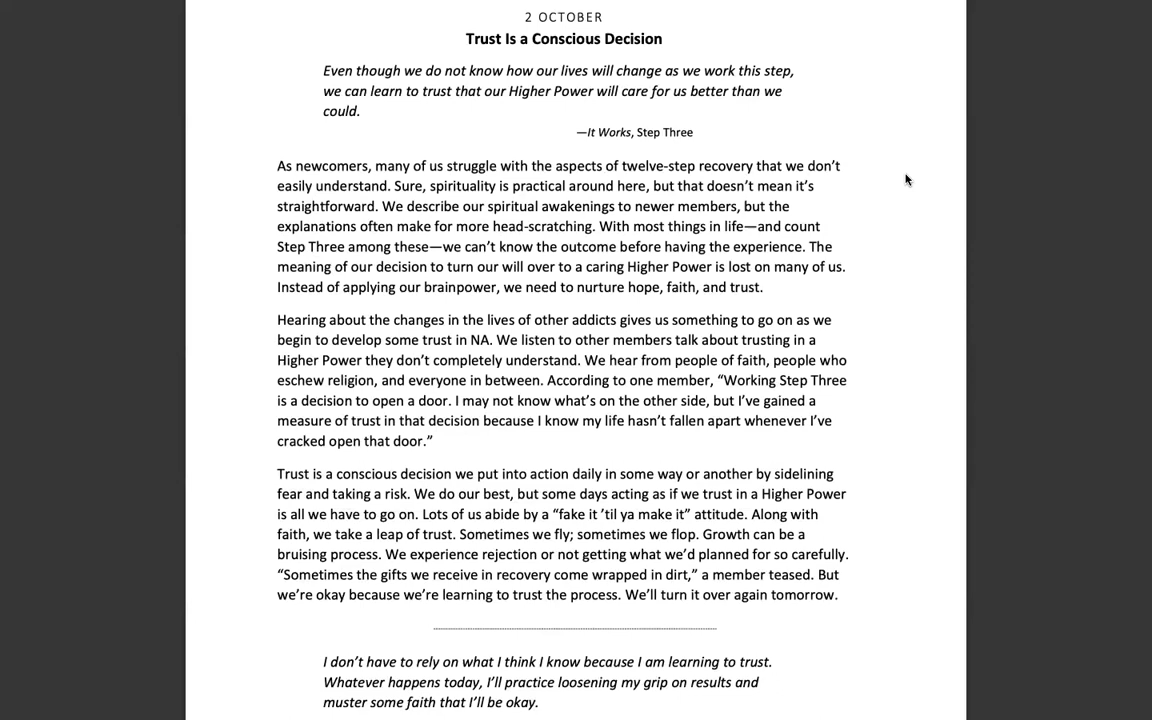 2 OCTOBER
Trust Is a Conscious Decision
Even though we do not know how our lives will change as we work this step,
we can learn to trust that our Higher Power will care for us better than we
could.
—It Works, Step Three
As newcomers, many of us struggle with the aspects of twelve-step recovery that we don’t
easily understand. Sure, spirituality is practical around here, but that doesn’t mean it’s
straightforward. We describe our spiritual awakenings to newer members, but the
explanations often make for more head-scratching. With most things in life—and count
Step Three among these—we can’t know the outcome before having the experience. The
meaning of our decision to turn our will over to a caring Higher Power is lost on many of us.
Instead of applying our brainpower, we need to nurture hope, faith, and trust.
Hearing about the changes in the lives of other addicts gives us something to go on as we
begin to develop some trust in NA. We listen to other members talk about trusting in a
Higher Power they don’t completely understand. We hear from people of faith, people who
eschew religion, and everyone in between. According to one member, “Working Step Three
is a decision to open a door. I may not know what’s on the other side, but I’ve gained a
measure of trust in that decision because I know my life hasn’t fallen apart whenever I’ve
cracked open that door.”
Trust is a conscious decision we put into action daily in some way or another by sidelining
fear and taking a risk. We do our best, but some days acting as if we trust in a Higher Power
is all we have to go on. Lots of us abide by a “fake it ’til ya make it” attitude. Along with
faith, we take a leap of trust. Sometimes we fly; sometimes we flop. Growth can be a
bruising process. We experience rejection or not getting what we’d planned for so carefully.
“Sometimes the gifts we receive in recovery come wrapped in dirt,” a member teased. But
we’re okay because we’re learning to trust the process. We’ll turn it over again tomorrow.
I don’t have to rely on what I think I know because I am learning to trust.
Whatever happens today, I’ll practice loosening my grip on results and
muster some faith that I’ll be okay.